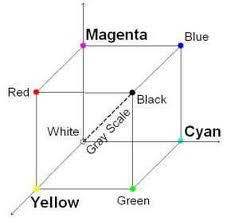 Magenta
Blue
Red
Black
White
Gray Scale
Cyan
Yellow
Green